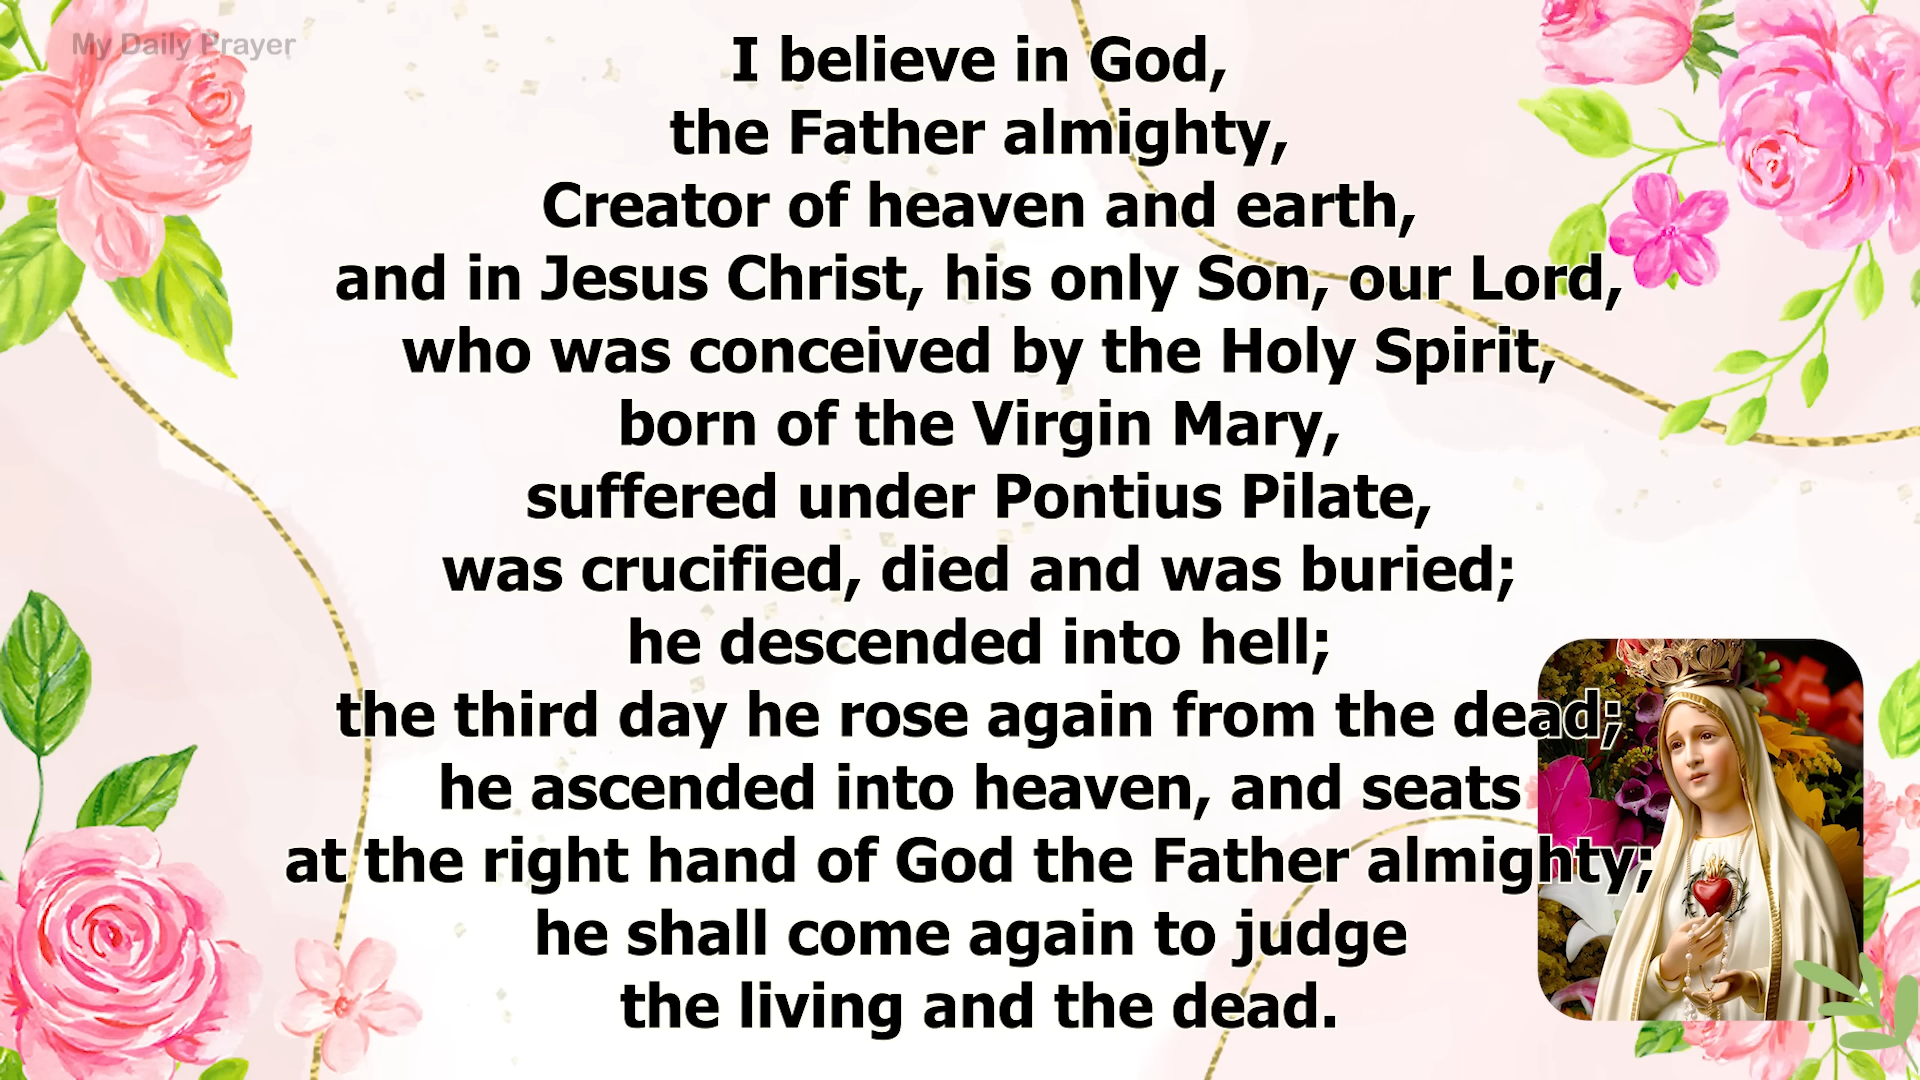 My Daily Prayer
I believe in God,
the Father almighty,
Creator of heaven and earth,
and in Jesus Christ, his only Son, our Lord,
who was conceived by the Holy Spirit,
born of the Virgin Mary,
suffered under Pontius Pilate,
was crucified, died and was buried;
he descended into hell;
the third day he rose again from the dead;
he ascended into heaven, and seats
at the right hand of God the Father almighty;
he shall come again to judge
the living and the dead.